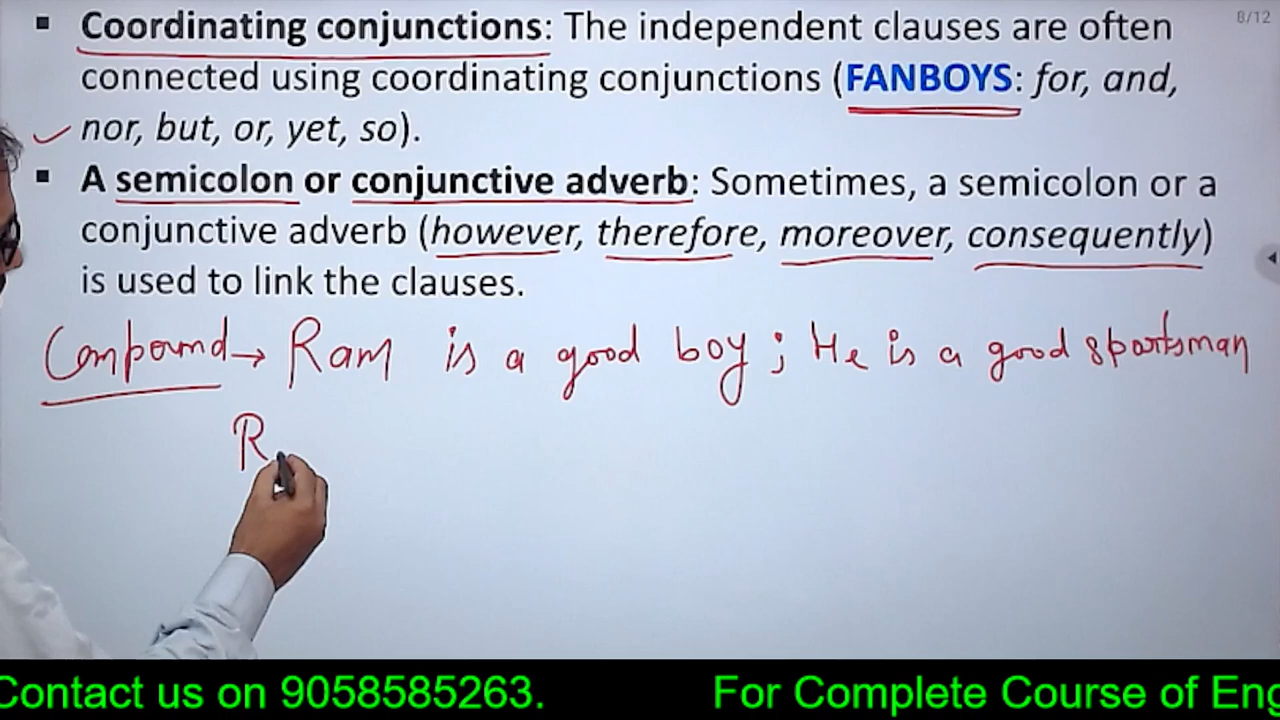 ▪ Coordinating conjunctions: The independent clauses are often
8/12
connected using coordinating conjunctions (FANBOYS: for, and,
nor, but, or, yet, so).
▪ A semicolon or conjunctive adverb: Sometimes, a semicolon or a
conjunctive adverb (however, therefore, moreover, consequently)
is used to link the clauses.
Compound → Ram is a good boy ; He is a good sportsman
R
Contact us on 9058585263. For Complete Course of Eng